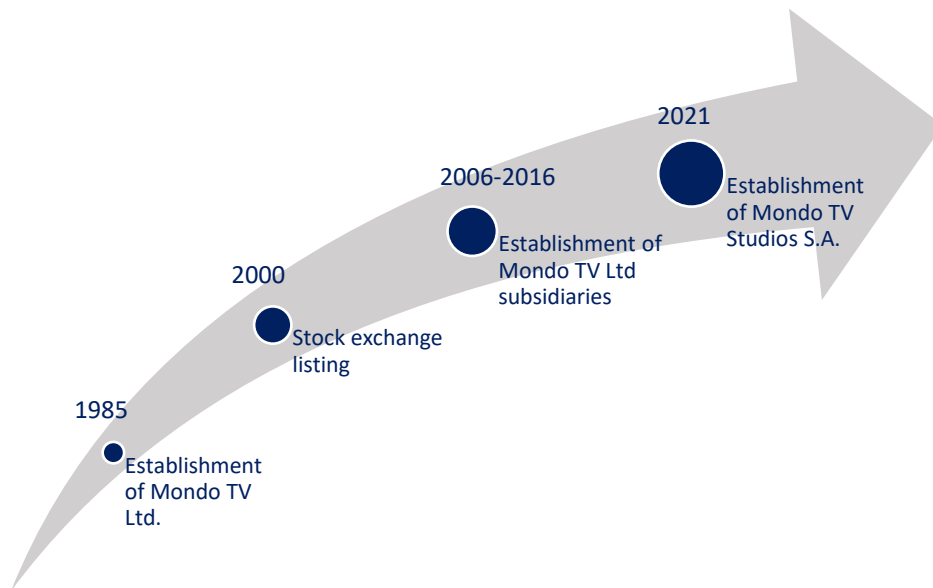 1985
Establishment
of Mondo TV
Ltd.
2000
Stock exchange
listing
2006-2016
Establishment of
Mondo TV Ltd
subsidiaries
2021
Establishment
of Mondo TV
Studios S.A.